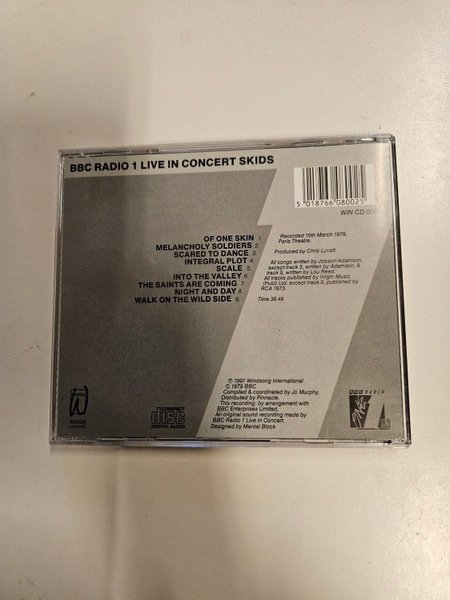 BBC RADIO 1 LIVE IN CONCERT SKIDS
5 018766 080025
WIN CD
OF ONE SKIN 1.
MELANCHOLY SOLDIERS 2.
SCARED TO DANCE 3.
INTEGRAL PLOT 4.
SCALE 5.
INTO THE VALLEY 6.
THE SAINTS ARE COMING 7.
NIGHT AND DAY 8.
WALK ON THE WILD SIDE 9.
Recorded 10th March 1979,
Paris Theatre.
Produced by Chris Lycett.
All songs written by Jobson/Adamson,
except track 3, written by Adamson, &
track 9, written by Lou Reed.
All tracks published by Virgin Music
(Publ) Ltd, except track 9, published by
RCA 1973.
Time 38.48
℗ 1991 Windsong International
© 1979 BBC
Compiled & coordinated by Jo Murphy.
Distributed by Pinnacle.
This recording: by arrangement with
BBC Enterprises Limited.
An original sound recording made by
BBC Radio 1 Live In Concert.
Designed by Mental Block
COMPACT
disc
DIGITAL AUDIO
BBC RADIO